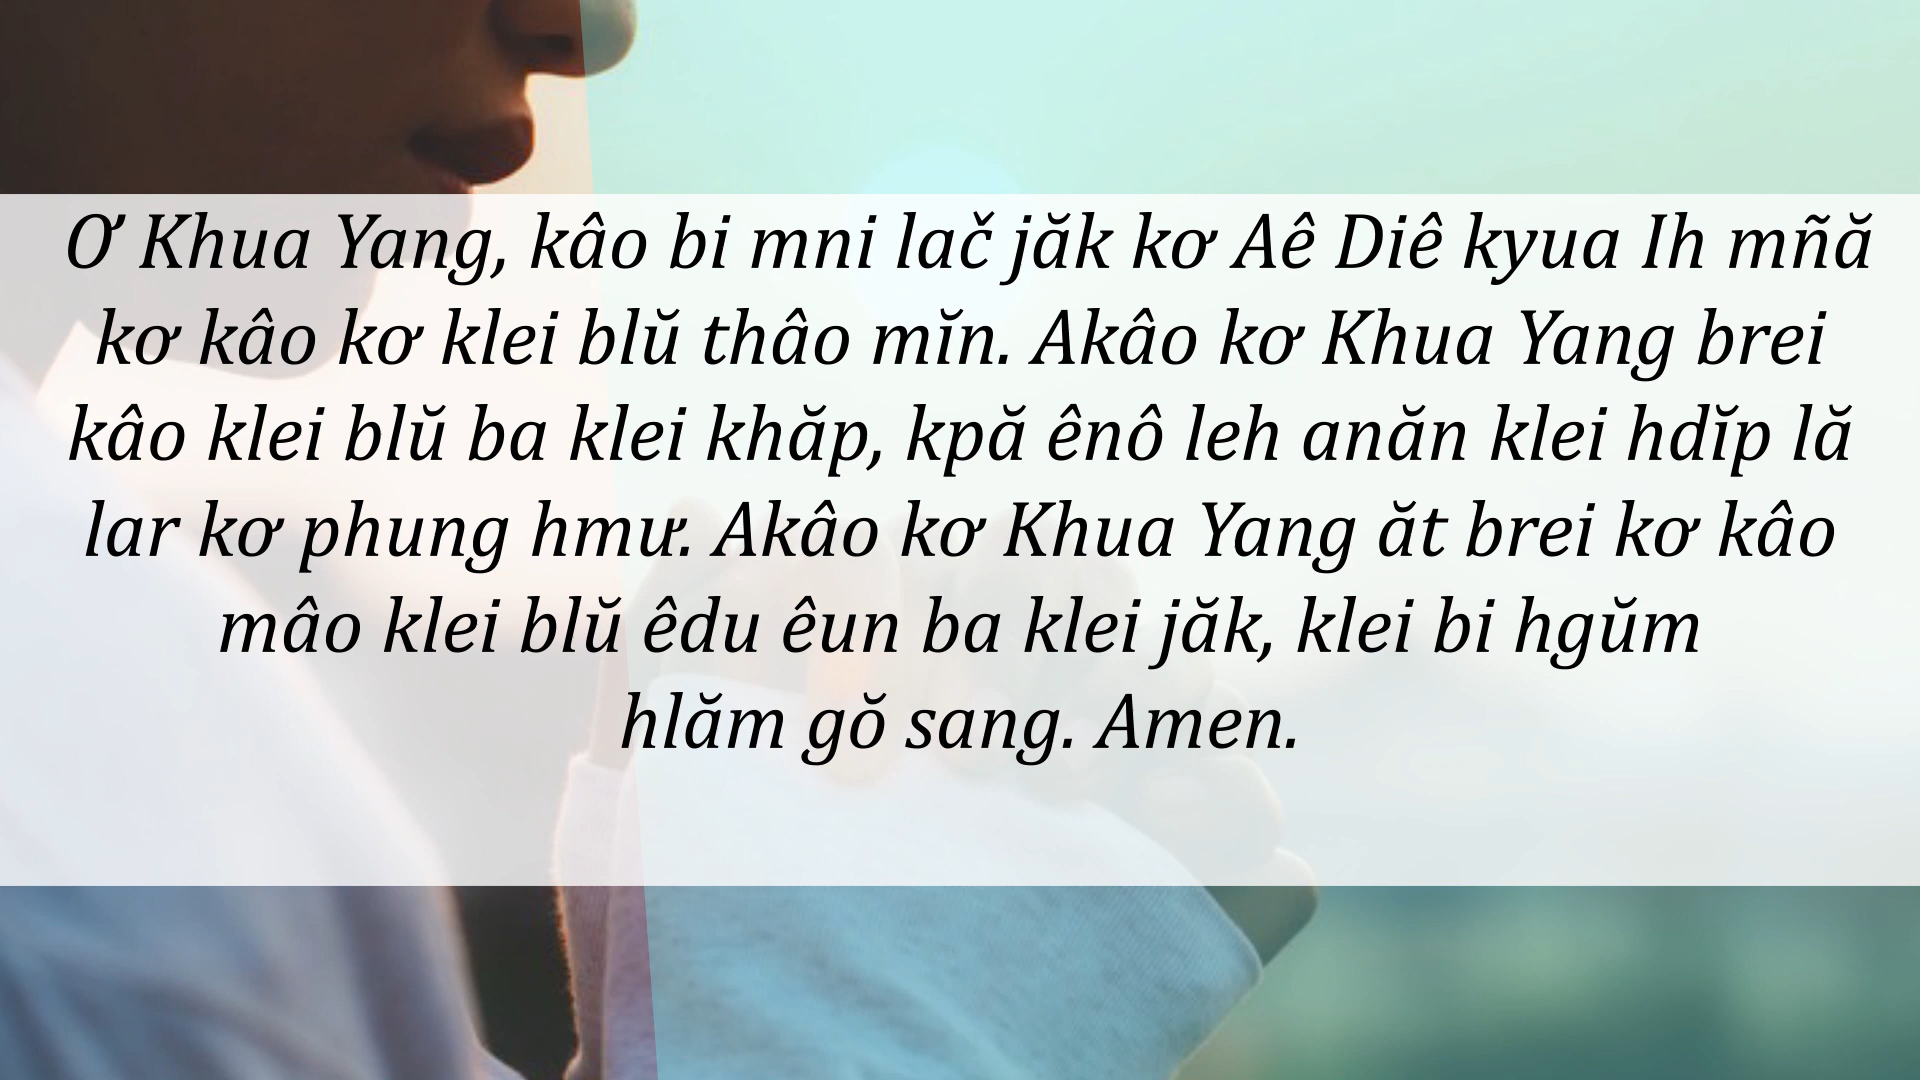 Ơ Khua Yang, kâo bi mni lač jăk kơ Aê Diê kyua Ih mñă
kơ kâo kơ klei blŭ thâo mĭn. Akâo kơ Khua Yang brei
kâo klei blŭ ba klei khăp, kpă ênô leh anăn klei hdĭp lă
lar kơ phung hmư. Akâo kơ Khua Yang ăt brei kơ kâo
mâo klei blŭ êdu êun ba klei jăk, klei bi hgŭm
hlăm gŏ sang. Amen.